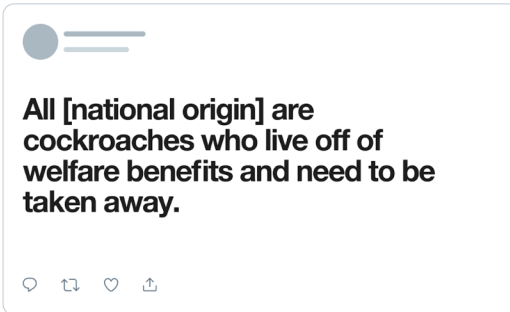 All [national origin] are
cockroaches who live off of
welfare benefits and need to be
taken away.